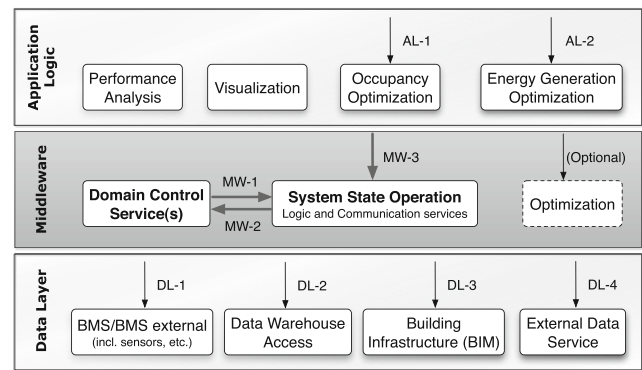 Application
Logic
AL-1
AL-2
Performance
Analysis
Visualization
Occupancy
Optimization
Energy Generation
Optimization
Middleware
MW-3
(Optional)
MW-1
Domain Control
Service(s)
System State Operation
Logic and Communication services
Optimization
MW-2
Data Layer
DL-1
DL-2
DL-3
DL-4
BMS/BMS external
(incl. sensors, etc.)
Data Warehouse
Access
Building
Infrastructure (BIM)
External Data
Service